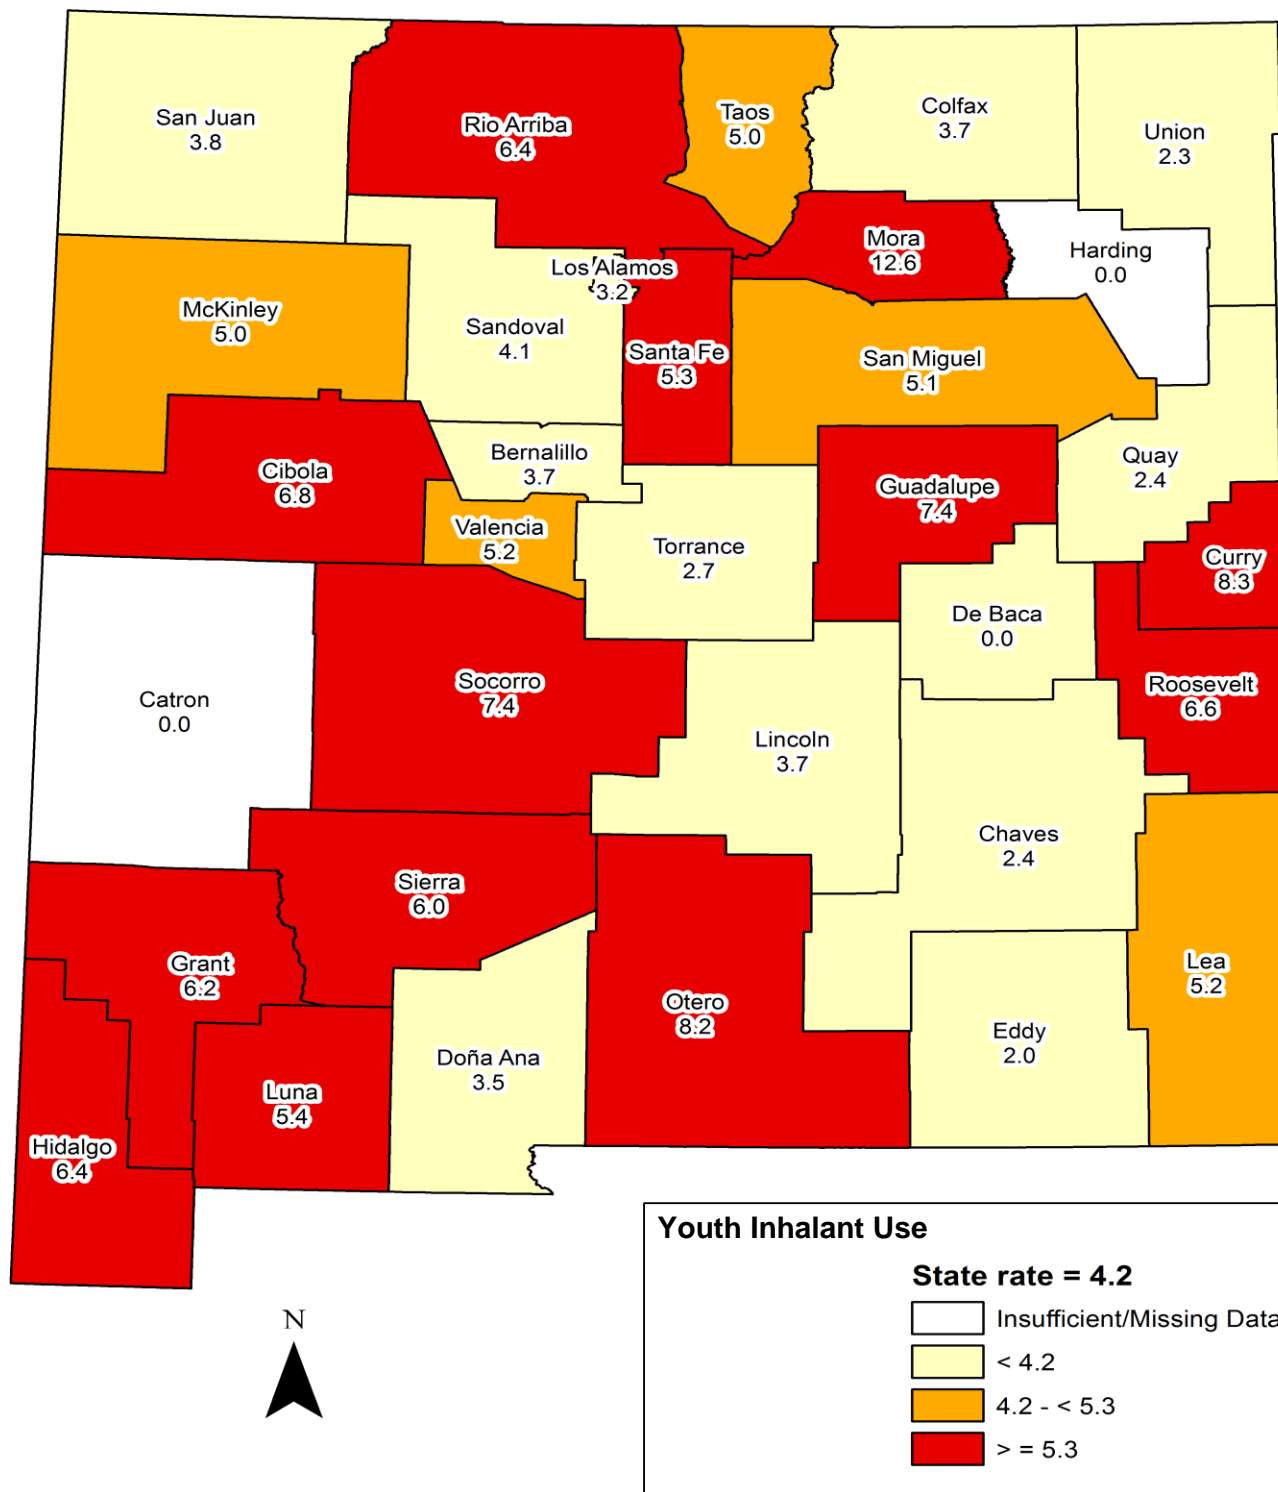 San Juan
3.8
Rio Arriba
6.4
Taos
5.0
Colfax
3.7
Union
2.3
Mora
12.6
Harding
0.0
Los Alamos
3.2
McKinley
5.0
Sandoval
4.1
Santa Fe
5.3
San Miguel
5.1
Bernalillo
3.7
Quay
2.4
Cibola
6.8
Guadalupe
7.4
Valencia
5.2
Torrance
2.7
Curry
8.3
De Baca
0.0
Catron
0.0
Socorro
7.4
Roosevelt
6.6
Lincoln
3.7
Chaves
2.4
Sierra
6.0
Grant
6.2
Lea
5.2
Otero
8.2
Eddy
2.0
Doña Ana
3.5
Luna
5.4
Hidalgo
6.4
Youth Inhalant Use
State rate = 4.2
Insufficient/Missing Data
< 4.2
4.2 - < 5.3
> = 5.3
N